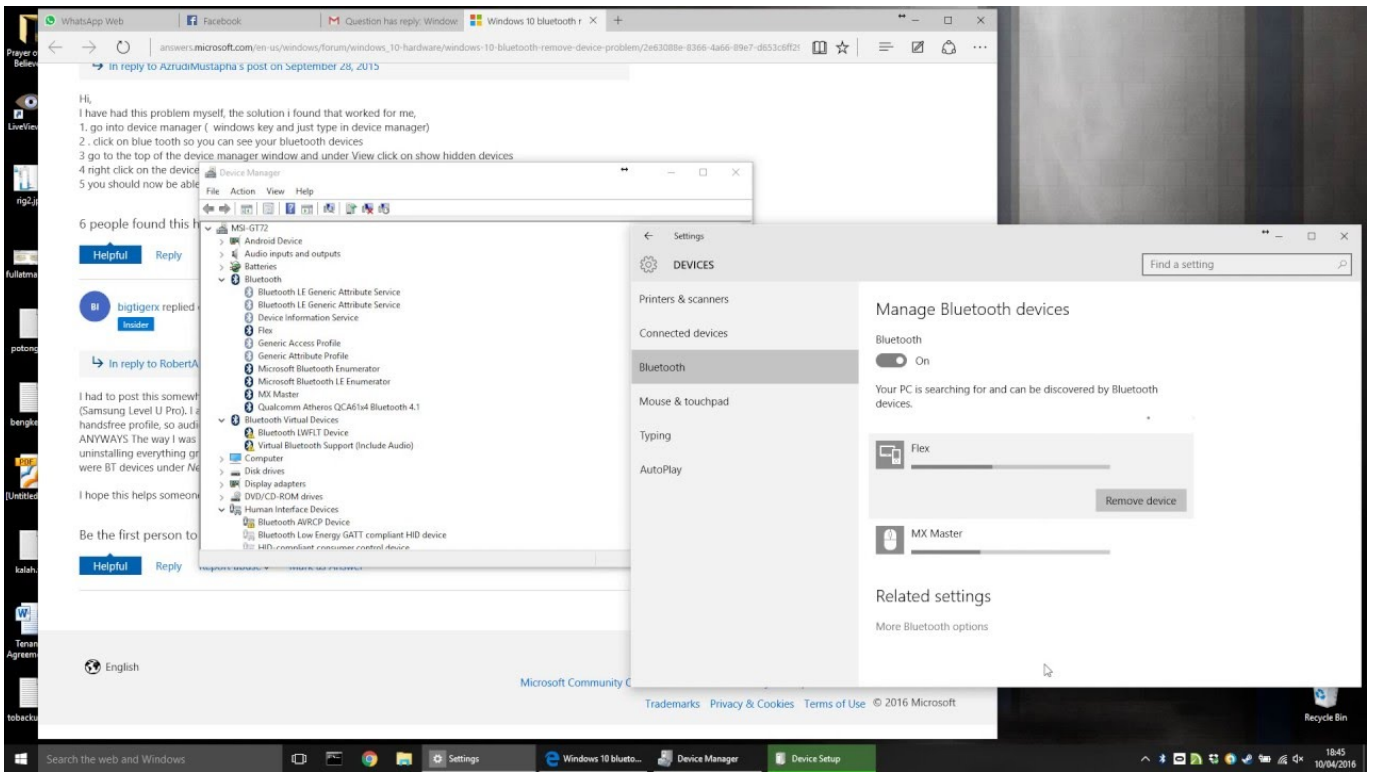 WhatsApp Web
Facebook
Question has reply: Window
Windows 10 bluetooth r
answers.microsoft.com/en-us/windows/forum/windows_10-hardware/windows-10-bluetooth-remove-device-problem/
In reply to AzrudiMustapha's post on September 28, 2015
Hi,
I have had this problem myself, the solution i found that worked for me,
1. go into device manager ( windows key and just type in device manager)
2 . click on blue tooth so you can see your bluetooth devices
3 go to the top of the device manager window and under View click on show hidden devices
4 right click on the device
5 you should now be able
6 people found this h
Helpful Reply
BI
bigtigerx replied
Insider
In reply to RobertA
I had to post this somewh
(Samsung Level U Pro). I a
handsfree profile, so audi
ANYWAYS The way I was
uninstalling everything gr
were BT devices under Ne
I hope this helps someon
Be the first person to
Helpful Reply Report abuse Mark as Answer
English
Microsoft Community C
Trademarks Privacy & Cookies Terms of Use © 2016 Microsoft
Device Manager
File Action View Help
MSI-GT72
Android Device
Audio inputs and outputs
Batteries
Bluetooth
Bluetooth LE Generic Attribute Service
Bluetooth LE Generic Attribute Service
Device Information Service
Flex
Generic Access Profile
Generic Attribute Profile
Microsoft Bluetooth Enumerator
Microsoft Bluetooth LE Enumerator
MX Master
Qualcomm Atheros QCA61x4 Bluetooth 4.1
Bluetooth Virtual Devices
Bluetooth LWFLT Device
Virtual Bluetooth Support (Include Audio)
Computer
Disk drives
Display adapters
DVD/CD-ROM drives
Human Interface Devices
Bluetooth AVRCP Device
Bluetooth Low Energy GATT compliant HID device
HID-compliant consumer control device
Settings
DEVICES
Find a setting
Printers & scanners
Connected devices
Bluetooth
Mouse & touchpad
Typing
AutoPlay
Manage Bluetooth devices
Bluetooth
On
Your PC is searching for and can be discovered by Bluetooth
devices.
Flex
Remove device
MX Master
Related settings
More Bluetooth options
Prayer o
Believ
LiveView
rig2.j
fullatma
potong
bengke
PDF
[Untitled
kalah.
Tenan
Agreem
tobacku
Recycle Bin
Search the web and Windows
Settings
Windows 10 blueto...
Device Manager
Device Setup
18:45
10/04/2016